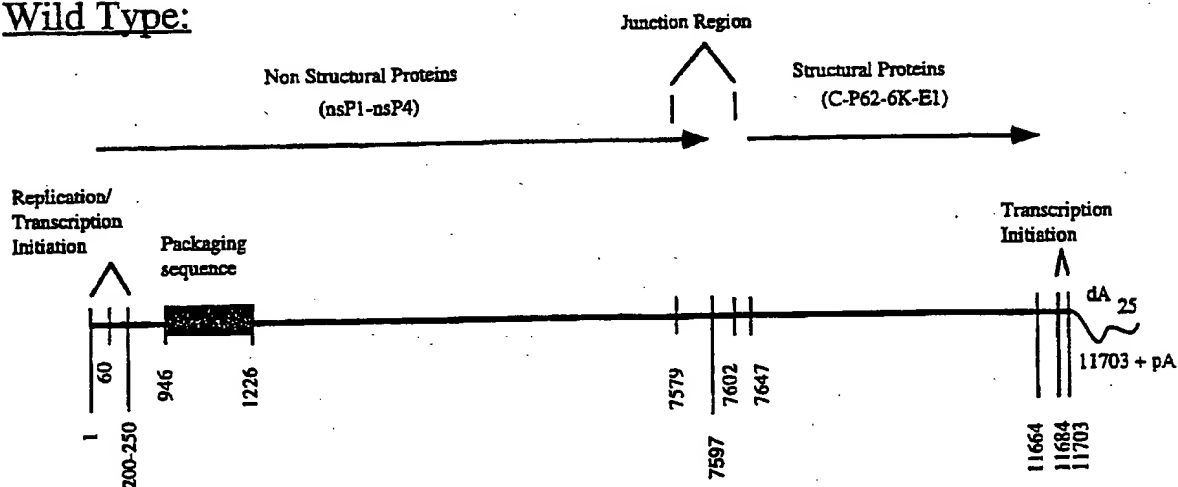 Wild Type:
Junction Region
Non Structural Proteins
(nsP1-nsP4)
Structural Proteins
(C-P62-6K-E1)
Replication/
Transcription
Initiation
Packaging
sequence
Transcription
Initiation
dA 25
11703 + pA
1
60
200-250
946
1226
7579
7597
7602
7647
11664
11684
11703